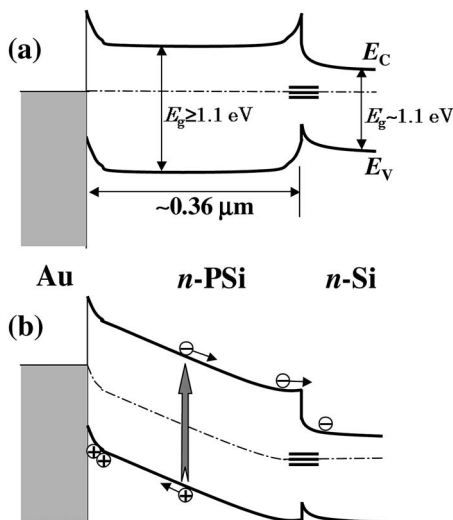 (a)
E_C
E_g≥1.1 eV
E_g~1.1 eV
E_V
~0.36 μm
Au n-PSi n-Si
(b)